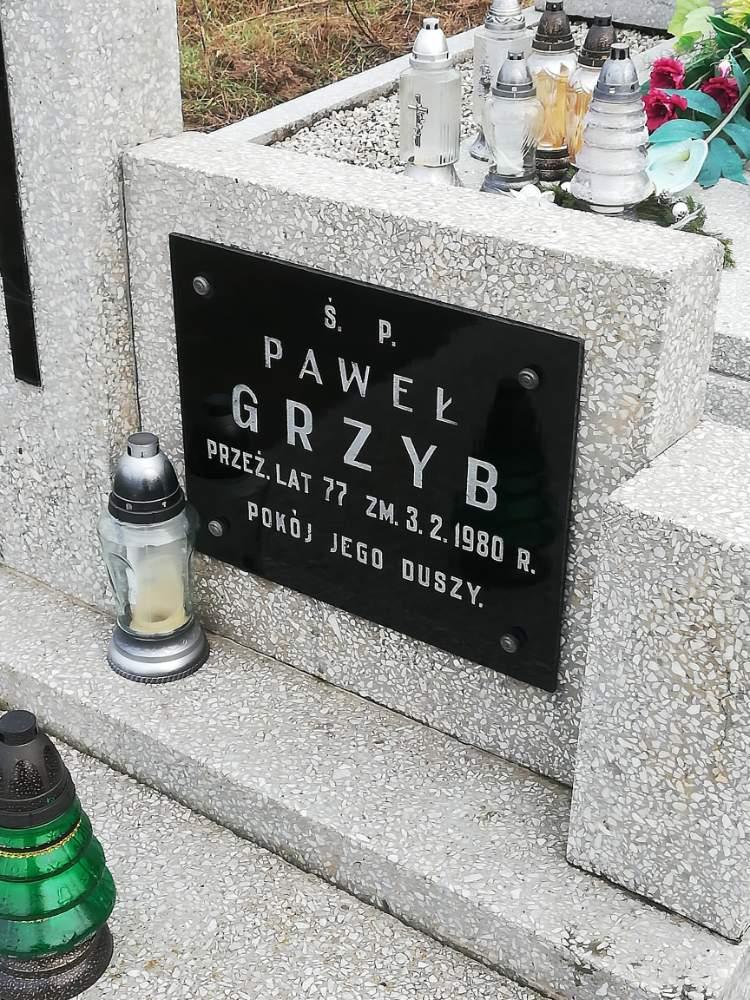 Ś. P.
PAWEŁ
GRZYB
PRZEŻ. LAT 77 ZM. 3. 2. 1980 R.
POKÓJ JEGO DUSZY.